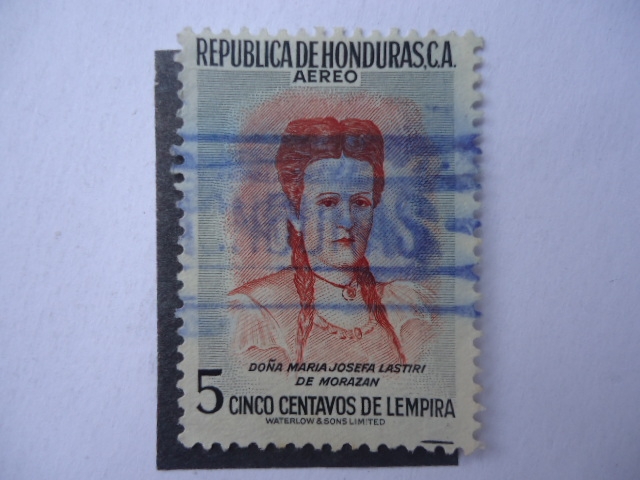 REPUBLICA DE HONDURAS, C.A.
AEREO
DOÑA MARIA JOSEFA LASTIRI
DE MORAZAN
5 CINCO CENTAVOS DE LEMPIRA
WATERLOW & SONS LIMITED